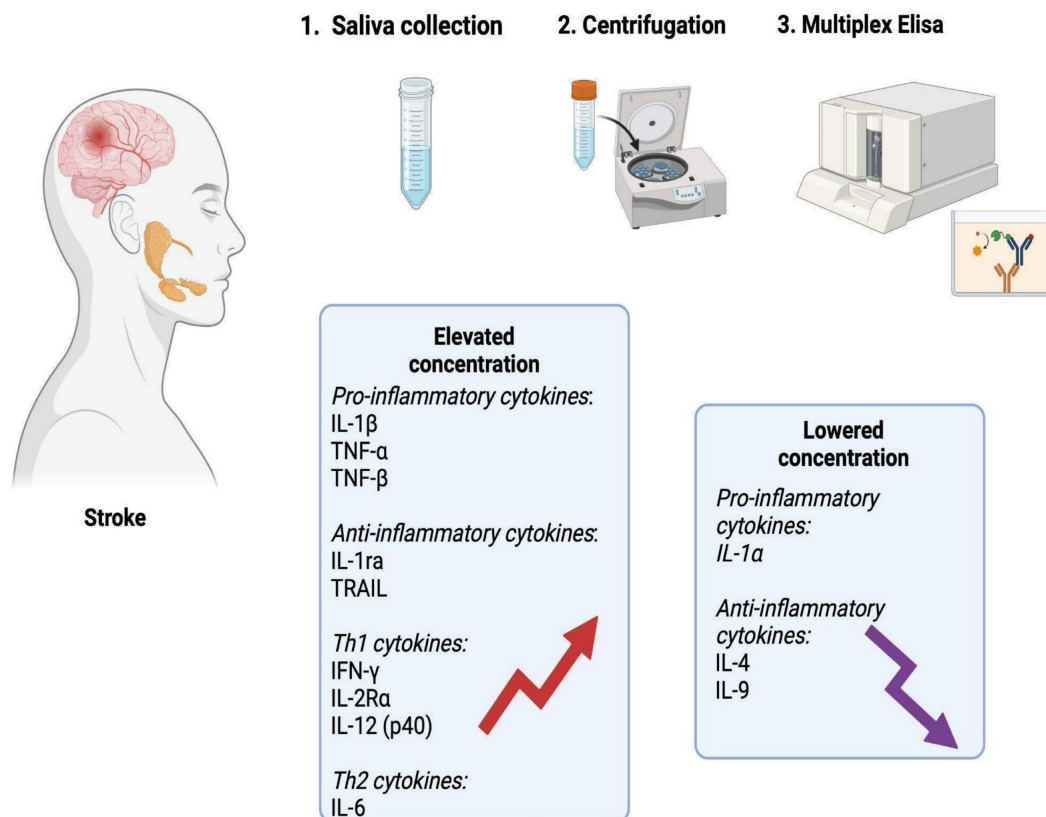 1. Saliva collection
2. Centrifugation
3. Multiplex Elisa
Stroke
Elevated
concentration
Pro-inflammatory cytokines:
IL-1β
TNF-α
TNF-β
Anti-inflammatory cytokines:
IL-1ra
TRAIL
Th1 cytokines:
IFN-γ
IL-2Rα
IL-12 (p40)
Th2 cytokines:
IL-6
Lowered
concentration
Pro-inflammatory
cytokines:
IL-1α
Anti-inflammatory
cytokines:
IL-4
IL-9